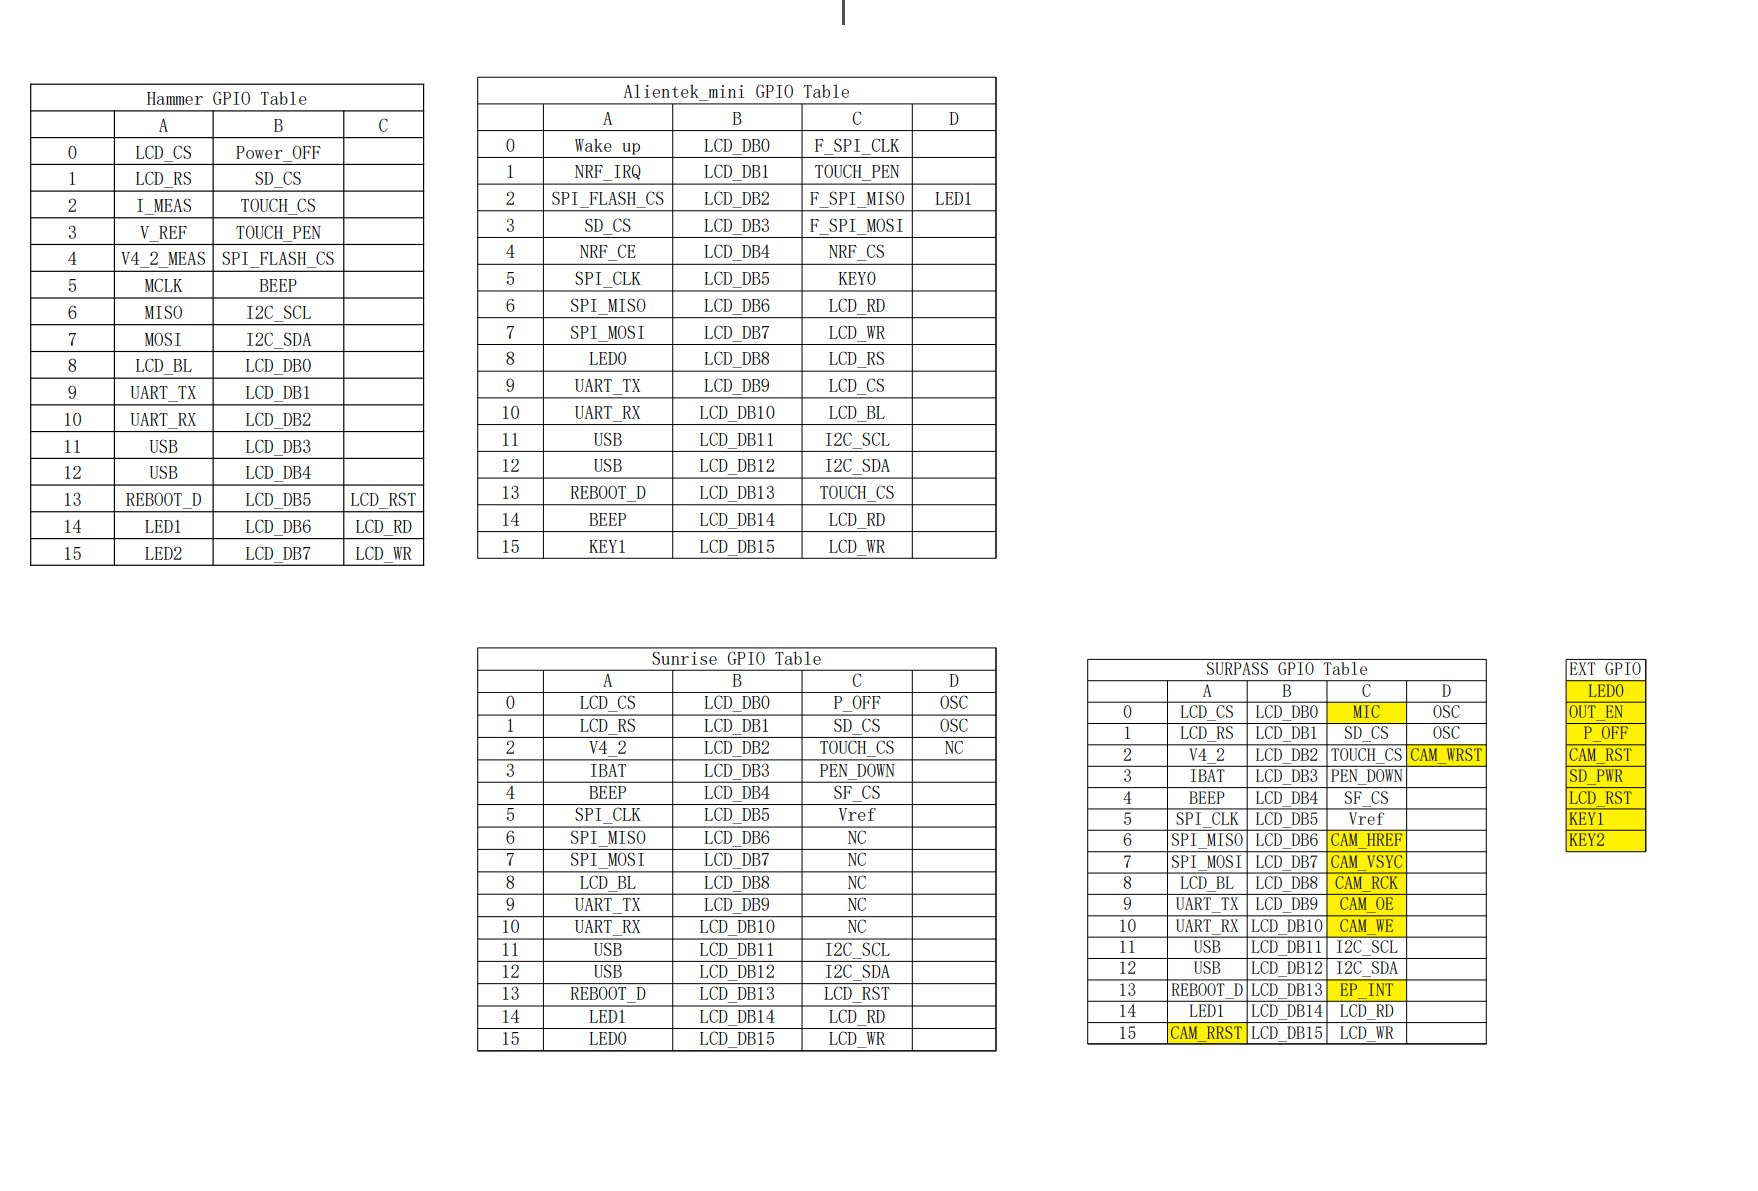 Hammer GPIO Table
A B C
0 LCD_CS Power_OFF
1 LCD_RS SD_CS
2 I_MEAS TOUCH_CS
3 V_REF TOUCH_PEN
4 V4_2_MEAS SPI_FLASH_CS
5 MCLK BEEP
6 MISO I2C_SCL
7 MOSI I2C_SDA
8 LCD_BL LCD_DB0
9 UART_TX LCD_DB1
10 UART_RX LCD_DB2
11 USB LCD_DB3
12 USB LCD_DB4
13 REBOOT_D LCD_DB5 LCD_RST
14 LED1 LCD_DB6 LCD_RD
15 LED2 LCD_DB7 LCD_WR
Alientek_mini GPIO Table
A B C D
0 Wake up LCD_DB0 F_SPI_CLK
1 NRF_IRQ LCD_DB1 TOUCH_PEN
2 SPI_FLASH_CS LCD_DB2 F_SPI_MISO LED1
3 SD_CS LCD_DB3 F_SPI_MOSI
4 NRF_CE LCD_DB4 NRF_CS
5 SPI_CLK LCD_DB5 KEY0
6 SPI_MISO LCD_DB6 LCD_RD
7 SPI_MOSI LCD_DB7 LCD_WR
8 LED0 LCD_DB8 LCD_RS
9 UART_TX LCD_DB9 LCD_CS
10 UART_RX LCD_DB10 LCD_BL
11 USB LCD_DB11 I2C_SCL
12 USB LCD_DB12 I2C_SDA
13 REBOOT_D LCD_DB13 TOUCH_CS
14 BEEP LCD_DB14 LCD_RD
15 KEY1 LCD_DB15 LCD_WR
Sunrise GPIO Table
A B C D
0 LCD_CS LCD_DB0 P_OFF OSC
1 LCD_RS LCD_DB1 SD_CS OSC
2 V4_2 LCD_DB2 TOUCH_CS NC
3 IBAT LCD_DB3 PEN_DOWN
4 BEEP LCD_DB4 SF_CS
5 SPI_CLK LCD_DB5 Vref
6 SPI_MISO LCD_DB6 NC
7 SPI_MOSI LCD_DB7 NC
8 LCD_BL LCD_DB8 NC
9 UART_TX LCD_DB9 NC
10 UART_RX LCD_DB10 NC
11 USB LCD_DB11 I2C_SCL
12 USB LCD_DB12 I2C_SDA
13 REBOOT_D LCD_DB13 LCD_RST
14 LED1 LCD_DB14 LCD_RD
15 LED0 LCD_DB15 LCD_WR
SURPASS GPIO Table
A B C D
0 LCD_CS LCD_DB0 MIC OSC
1 LCD_RS LCD_DB1 SD_CS OSC
2 V4_2 LCD_DB2 TOUCH_CS CAM_WRST
3 IBAT LCD_DB3 PEN_DOWN
4 BEEP LCD_DB4 SF_CS
5 SPI_CLK LCD_DB5 Vref
6 SPI_MISO LCD_DB6 CAM_HREF
7 SPI_MOSI LCD_DB7 CAM_VSYC
8 LCD_BL LCD_DB8 CAM_RCK
9 UART_TX LCD_DB9 CAM_OE
10 UART_RX LCD_DB10 CAM_WE
11 USB LCD_DB11 I2C_SCL
12 USB LCD_DB12 I2C_SDA
13 REBOOT_D LCD_DB13 EP_INT
14 LED1 LCD_DB14 LCD_RD
15 CAM_RRST LCD_DB15 LCD_WR
EXT GPIO
LED0
OUT_EN
P_OFF
CAM_RST
SD_PWR
LCD_RST
KEY1
KEY2